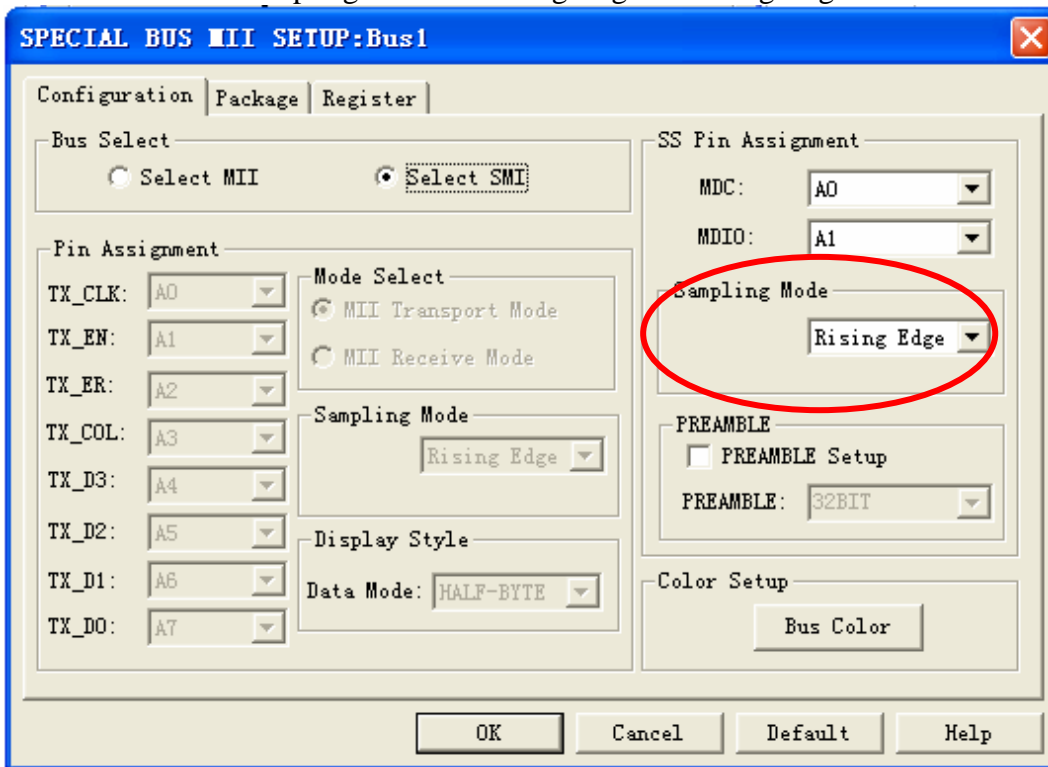 SPECIAL BUS MII SETUP:Bus1
Configuration Package Register
Bus Select
Select MII Select SMI
Pin Assignment
TX_CLK: A0
TX_EN: A1
TX_ER: A2
TX_COL: A3
TX_D3: A4
TX_D2: A5
TX_D1: A6
TX_D0: A7
Mode Select
MII Transport Mode
MII Receive Mode
Sampling Mode
Rising Edge
Display Style
Data Mode: HALF-BYTE
SS Pin Assignment
MDC: A0
MDIO: A1
Sampling Mode
Rising Edge
PREAMBLE
PREAMBLE Setup
PREAMBLE: 32BIT
Color Setup
Bus Color
OK Cancel Default Help